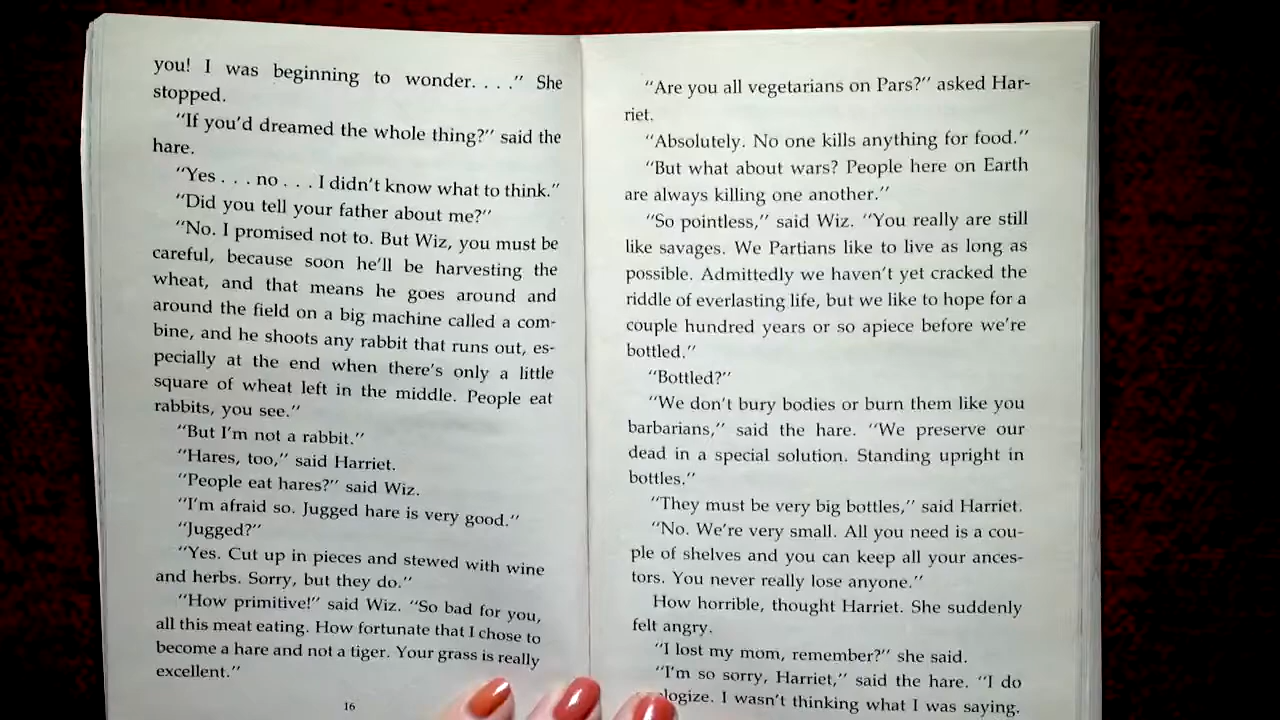 you! I was beginning to wonder. . . ." She
stopped.
"If you'd dreamed the whole thing?" said the
hare.
"Yes . . . no . . . I didn't know what to think."
"Did you tell your father about me?"
"No. I promised not to. But Wiz, you must be
careful, because soon he'll be harvesting the
wheat, and that means he goes around and
around the field on a big machine called a com-
bine, and he shoots any rabbit that runs out, es-
pecially at the end when there's only a little
square of wheat left in the middle. People eat
rabbits, you see."
"But I'm not a rabbit."
"Hares, too," said Harriet.
"People eat hares?" said Wiz.
"I'm afraid so. Jugged hare is very good."
"Jugged?"
"Yes. Cut up in pieces and stewed with wine
and herbs. Sorry, but they do."
"How primitive!" said Wiz. "So bad for you,
all this meat eating. How fortunate that I chose to
become a hare and not a tiger. Your grass is really
excellent."
16
"Are you all vegetarians on Pars?" asked Har-
riet.
"Absolutely. No one kills anything for food."
"But what about wars? People here on Earth
are always killing one another."
"So pointless," said Wiz. "You really are still
like savages. We Partians like to live as long as
possible. Admittedly we haven't yet cracked the
riddle of everlasting life, but we like to hope for a
couple hundred years or so apiece before we're
bottled."
"Bottled?"
"We don't bury bodies or burn them like you
barbarians," said the hare. "We preserve our
dead in a special solution. Standing upright in
bottles."
"They must be very big bottles," said Harriet.
"No. We're very small. All you need is a cou-
ple of shelves and you can keep all your ances-
tors. You never really lose anyone."
How horrible, thought Harriet. She suddenly
felt angry.
"I lost my mom, remember?" she said.
"I'm so sorry, Harriet," said the hare. "I do
logize. I wasn't thinking what I was saying.